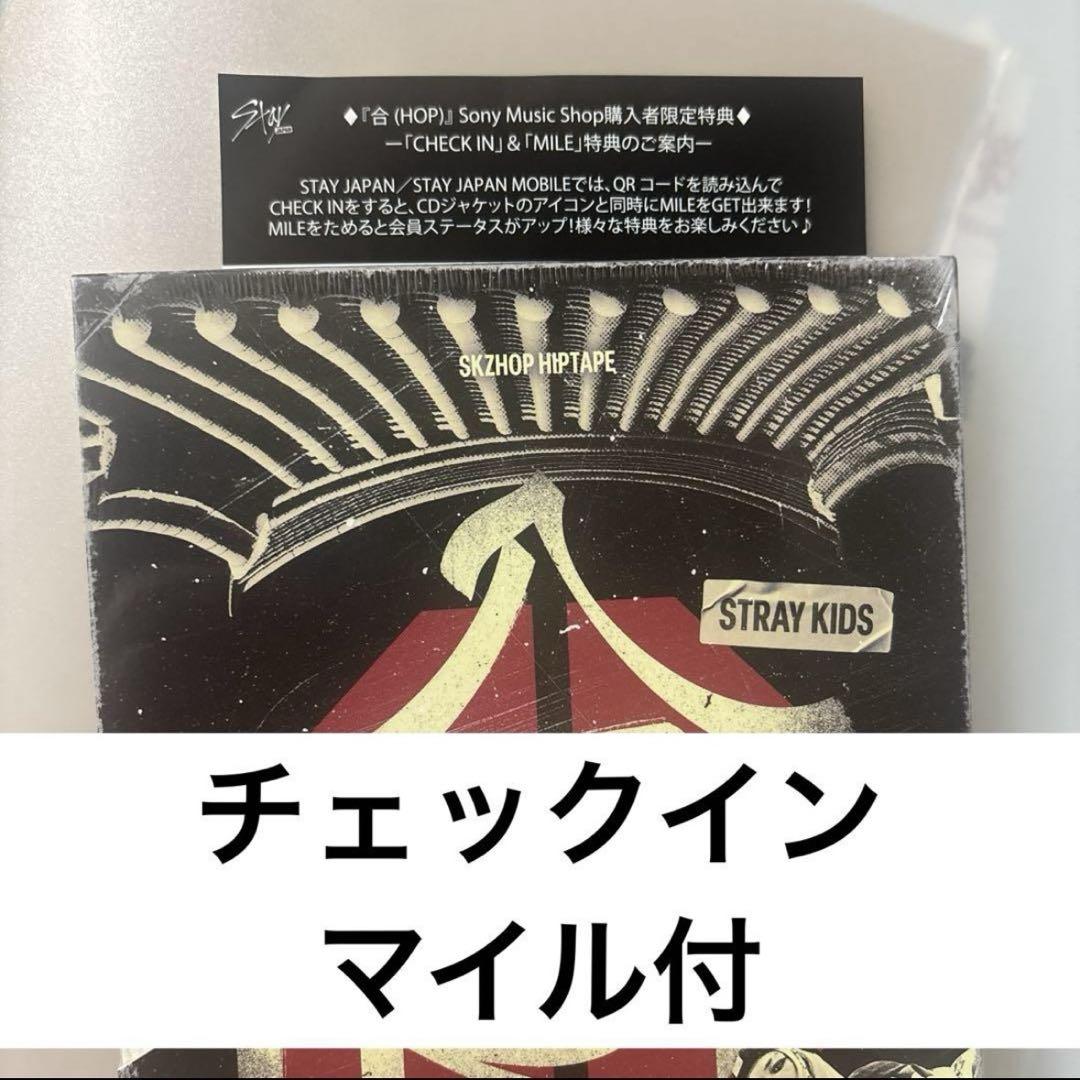 Stay
JAPAN
♦『合 (HOP)』 Sony Music Shop購入者限定特典♦
ー「CHECK IN」&「MILE」特典のご案内ー
STAY JAPAN／STAY JAPAN MOBILEでは、QRコードを読み込んで
CHECK INをすると、CDジャケットのアイコンと同時にMILEをGET出来ます!
MILEをためると会員ステータスがアップ!様々な特典をお楽しみください♪
SKZHOP HIPTAPE
STRAY KIDS
チェックイン
マイル付